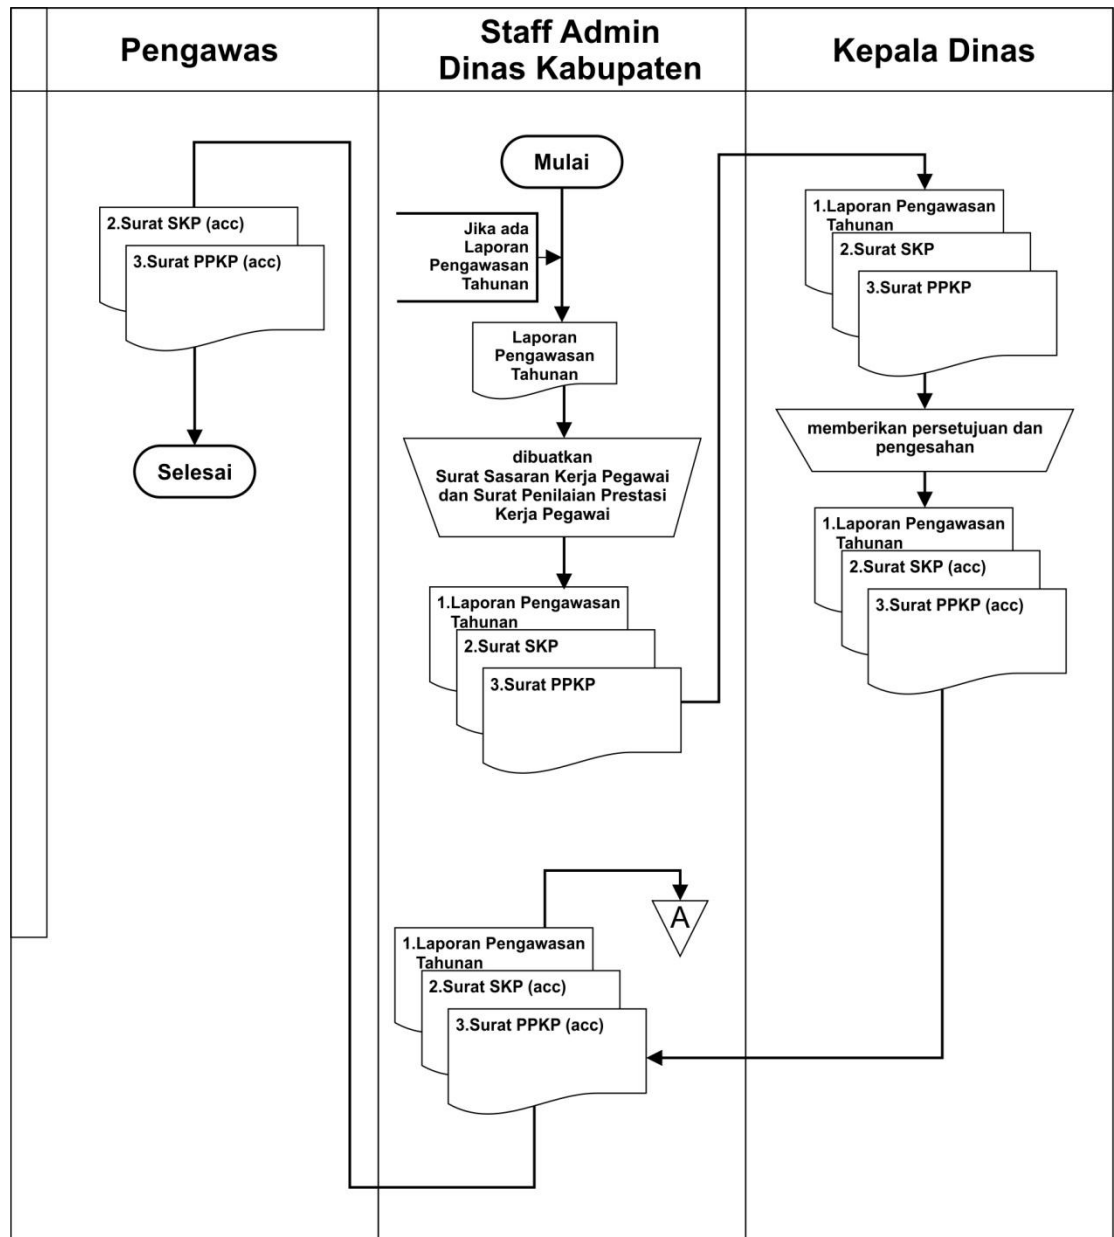 Pengawas
Staff Admin
Dinas Kabupaten
Kepala Dinas
2.Surat SKP (acc)
3.Surat PPKP (acc)
Selesai
Mulai
Jika ada
Laporan
Pengawasan
Tahunan
Laporan
Pengawasan
Tahunan
dibuatkan
Surat Sasaran Kerja Pegawai
dan Surat Penilaian Prestasi
Kerja Pegawai
1.Laporan Pengawasan
Tahunan
2.Surat SKP
3.Surat PPKP
A
1.Laporan Pengawasan
Tahunan
2.Surat SKP (acc)
3.Surat PPKP (acc)
1.Laporan Pengawasan
Tahunan
2.Surat SKP
3.Surat PPKP
memberikan persetujuan dan
pengesahan
1.Laporan Pengawasan
Tahunan
2.Surat SKP (acc)
3.Surat PPKP (acc)